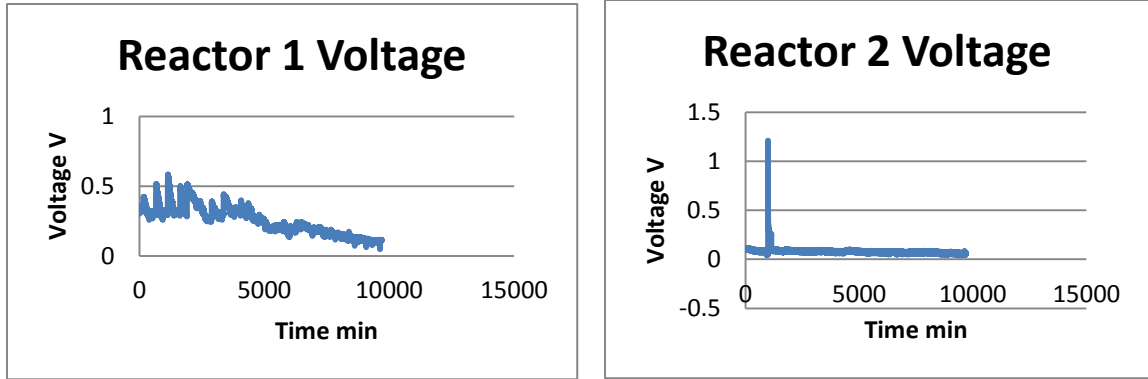 Reactor 1 Voltage
1
0.5
0
Voltage V
0 5000 10000 15000
Time min
Reactor 2 Voltage
1.5
1
0.5
0
-0.5
Voltage V
0 5000 10000 15000
Time min